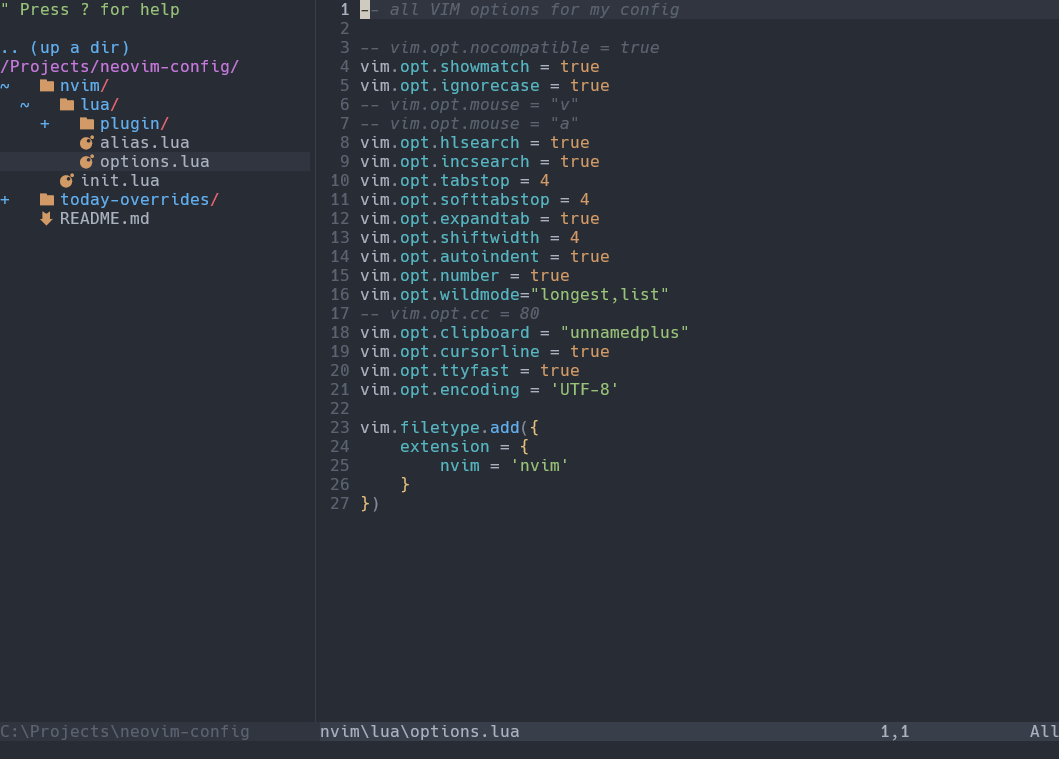 " Press ? for help
.. (up a dir)
/Projects/neovim-config/
~ nvim/
~ lua/
+ plugin/
alias.lua
options.lua
init.lua
+ today-overrides/
README.md
C:\Projects\neovim-config
1 -- all VIM options for my config
2
3 -- vim.opt.nocompatible = true
4 vim.opt.showmatch = true
5 vim.opt.ignorecase = true
6 -- vim.opt.mouse = "v"
7 -- vim.opt.mouse = "a"
8 vim.opt.hlsearch = true
9 vim.opt.incsearch = true
10 vim.opt.tabstop = 4
11 vim.opt.softtabstop = 4
12 vim.opt.expandtab = true
13 vim.opt.shiftwidth = 4
14 vim.opt.autoindent = true
15 vim.opt.number = true
16 vim.opt.wildmode="longest,list"
17 -- vim.opt.cc = 80
18 vim.opt.clipboard = "unnamedplus"
19 vim.opt.cursorline = true
20 vim.opt.ttyfast = true
21 vim.opt.encoding = 'UTF-8'
22
23 vim.filetype.add({
24     extension = {
25         nvim = 'nvim'
26     }
27 })
nvim\lua\options.lua 1,1 All